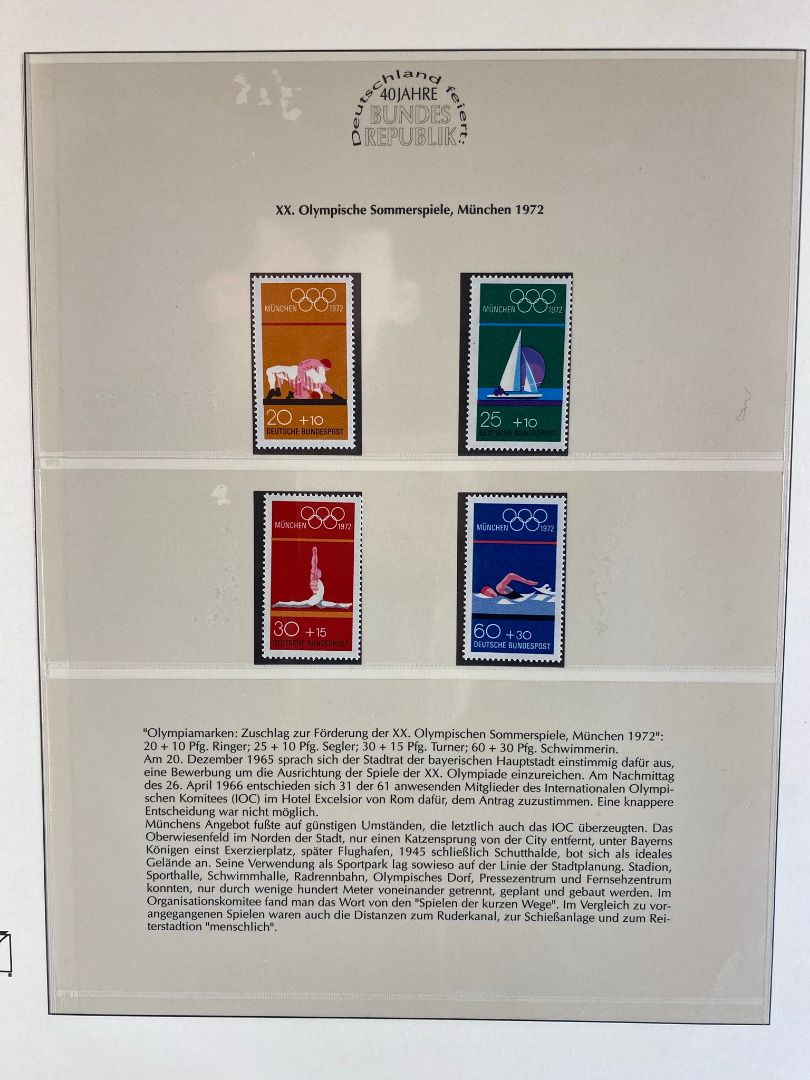 Deutschland feiert:
40 JAHRE
BUNDES
REPUBLIK
XX. Olympische Sommerspiele, München 1972
MÜNCHEN 1972
20 +10
DEUTSCHE BUNDESPOST
MÜNCHEN 1972
25 +10
DEUTSCHE BUNDESPOST
MÜNCHEN 1972
30 +15
DEUTSCHE BUNDESPOST
MÜNCHEN 1972
60 +30
DEUTSCHE BUNDESPOST
"Olympiamarken: Zuschlag zur Förderung der XX. Olympischen Sommerspiele, München 1972":
20 + 10 Pfg. Ringer; 25 + 10 Pfg. Segler; 30 + 15 Pfg. Turner; 60 + 30 Pfg. Schwimmerin.
Am 20. Dezember 1965 sprach sich der Stadtrat der bayerischen Hauptstadt einstimmig dafür aus,
eine Bewerbung um die Ausrichtung der Spiele der XX. Olympiade einzureichen. Am Nachmittag
des 26. April 1966 entschieden sich 31 der 61 anwesenden Mitglieder des Internationalen Olympi-
schen Komitees (IOC) im Hotel Excelsior von Rom dafür, dem Antrag zuzustimmen. Eine knappere
Entscheidung war nicht möglich.
Münchens Angebot fußte auf günstigen Umständen, die letztlich auch das IOC überzeugten. Das
Oberwiesenfeld im Norden der Stadt, nur einen Katzensprung von der City entfernt, unter Bayerns
Königen einst Exerzierplatz, später Flughafen, 1945 schließlich Schutthalde, bot sich als ideales
Gelände an. Seine Verwendung als Sportpark lag sowieso auf der Linie der Stadtplanung. Stadion,
Sporthalle, Schwimmhalle, Radrennbahn, Olympisches Dorf, Pressezentrum und Fernsehzentrum
konnten, nur durch wenige hundert Meter voneinander getrennt, geplant und gebaut werden. Im
Organisationskomitee fand man das Wort von den "Spielen der kurzen Wege". Im Vergleich zu vor-
angegangenen Spielen waren auch die Distanzen zum Ruderkanal, zur Schießanlage und zum Rei-
terstadtion "menschlich".